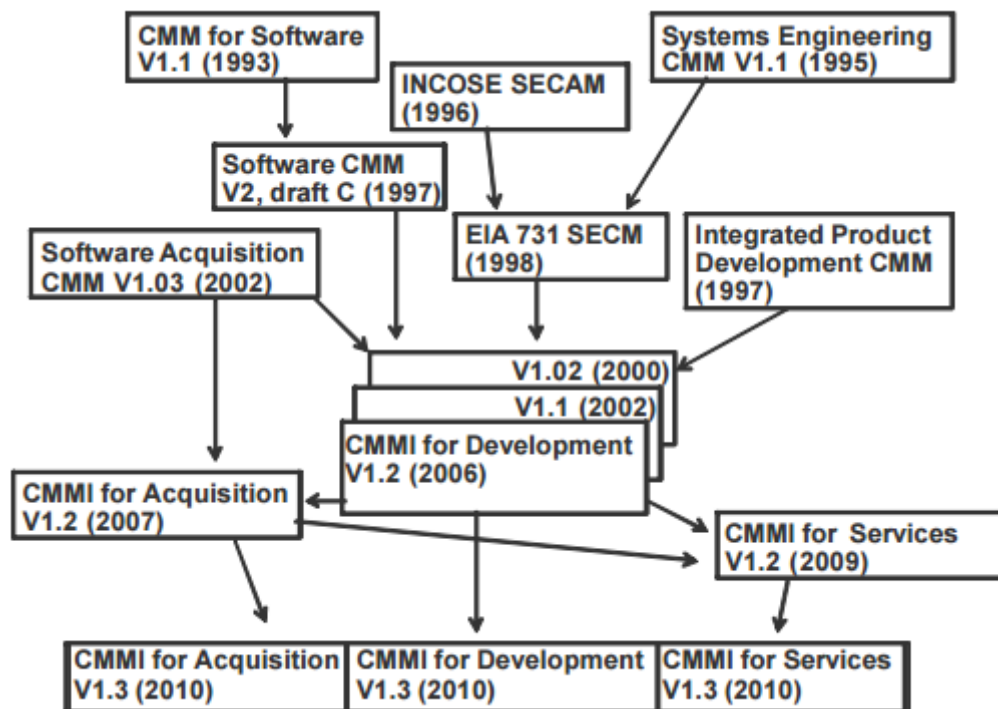 CMM for Software
V1.1 (1993)
Systems Engineering
CMM V1.1 (1995)
INCOSE SECAM
(1996)
Software CMM
V2, draft C (1997)
EIA 731 SECM
(1998)
Integrated Product
Development CMM
(1997)
Software Acquisition
CMM V1.03 (2002)
V1.02 (2000)
V1.1 (2002)
CMMI for Development
V1.2 (2006)
CMMI for Acquisition
V1.2 (2007)
CMMI for Services
V1.2 (2009)
CMMI for Acquisition
V1.3 (2010)
CMMI for Development
V1.3 (2010)
CMMI for Services
V1.3 (2010)